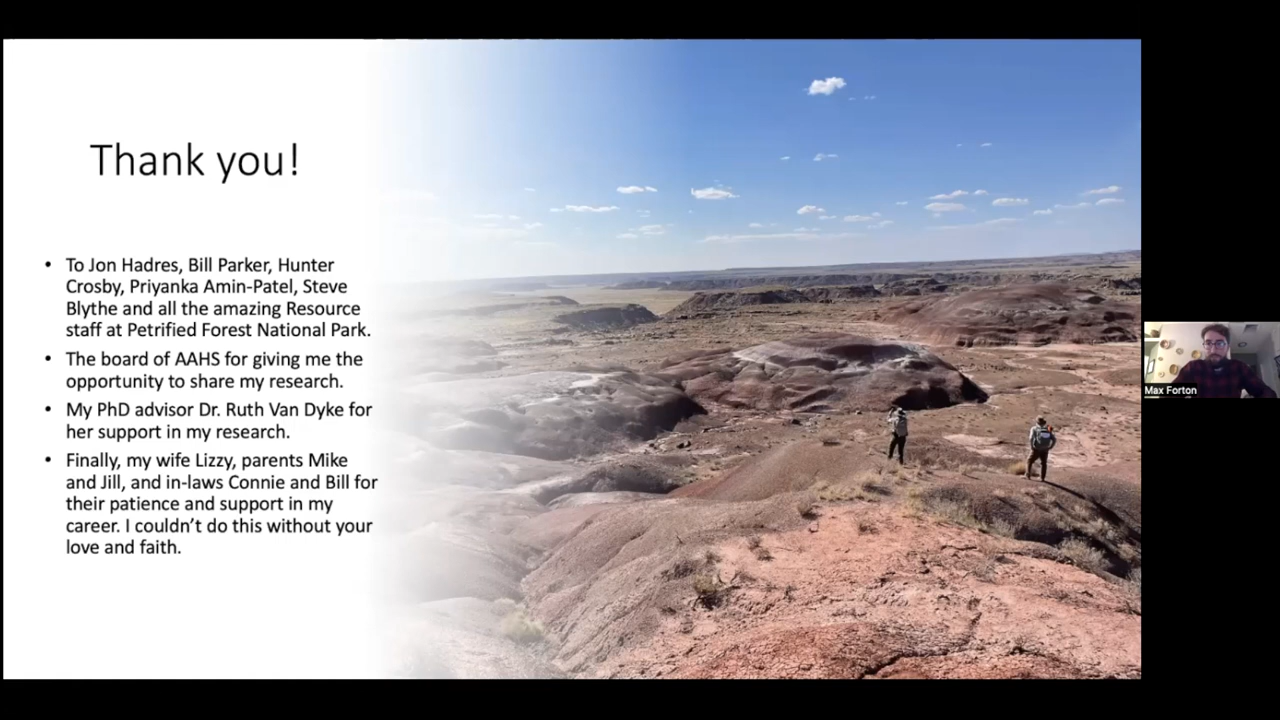 Thank you!
• To Jon Hadres, Bill Parker, Hunter
Crosby, Priyanka Amin-Patel, Steve
Blythe and all the amazing Resource
staff at Petrified Forest National Park.
• The board of AAHS for giving me the
opportunity to share my research.
• My PhD advisor Dr. Ruth Van Dyke for
her support in my research.
• Finally, my wife Lizzy, parents Mike
and Jill, and in-laws Connie and Bill for
their patience and support in my
career. I couldn’t do this without your
love and faith.
Max Forton